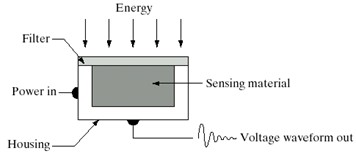 Energy
Filter
Sensing material
Power in
Housing
Voltage waveform out